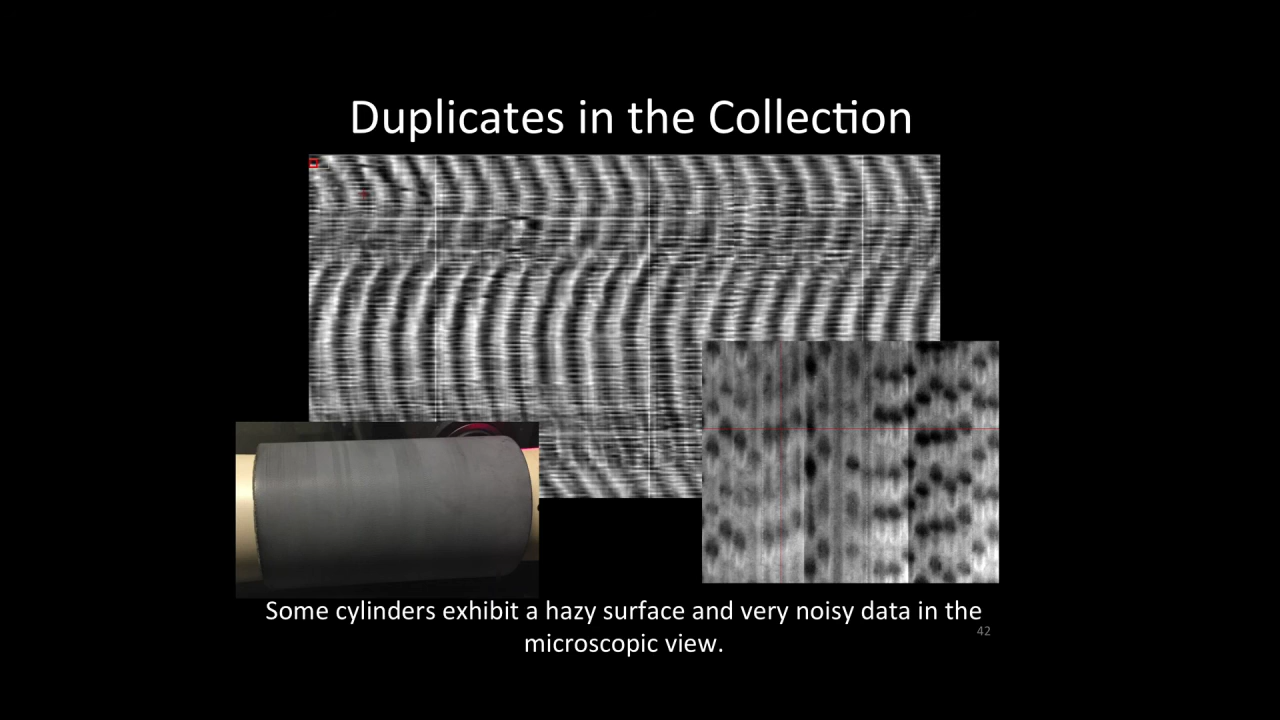 Duplicates in the Collection
Some cylinders exhibit a hazy surface and very noisy data in the
microscopic view.
42